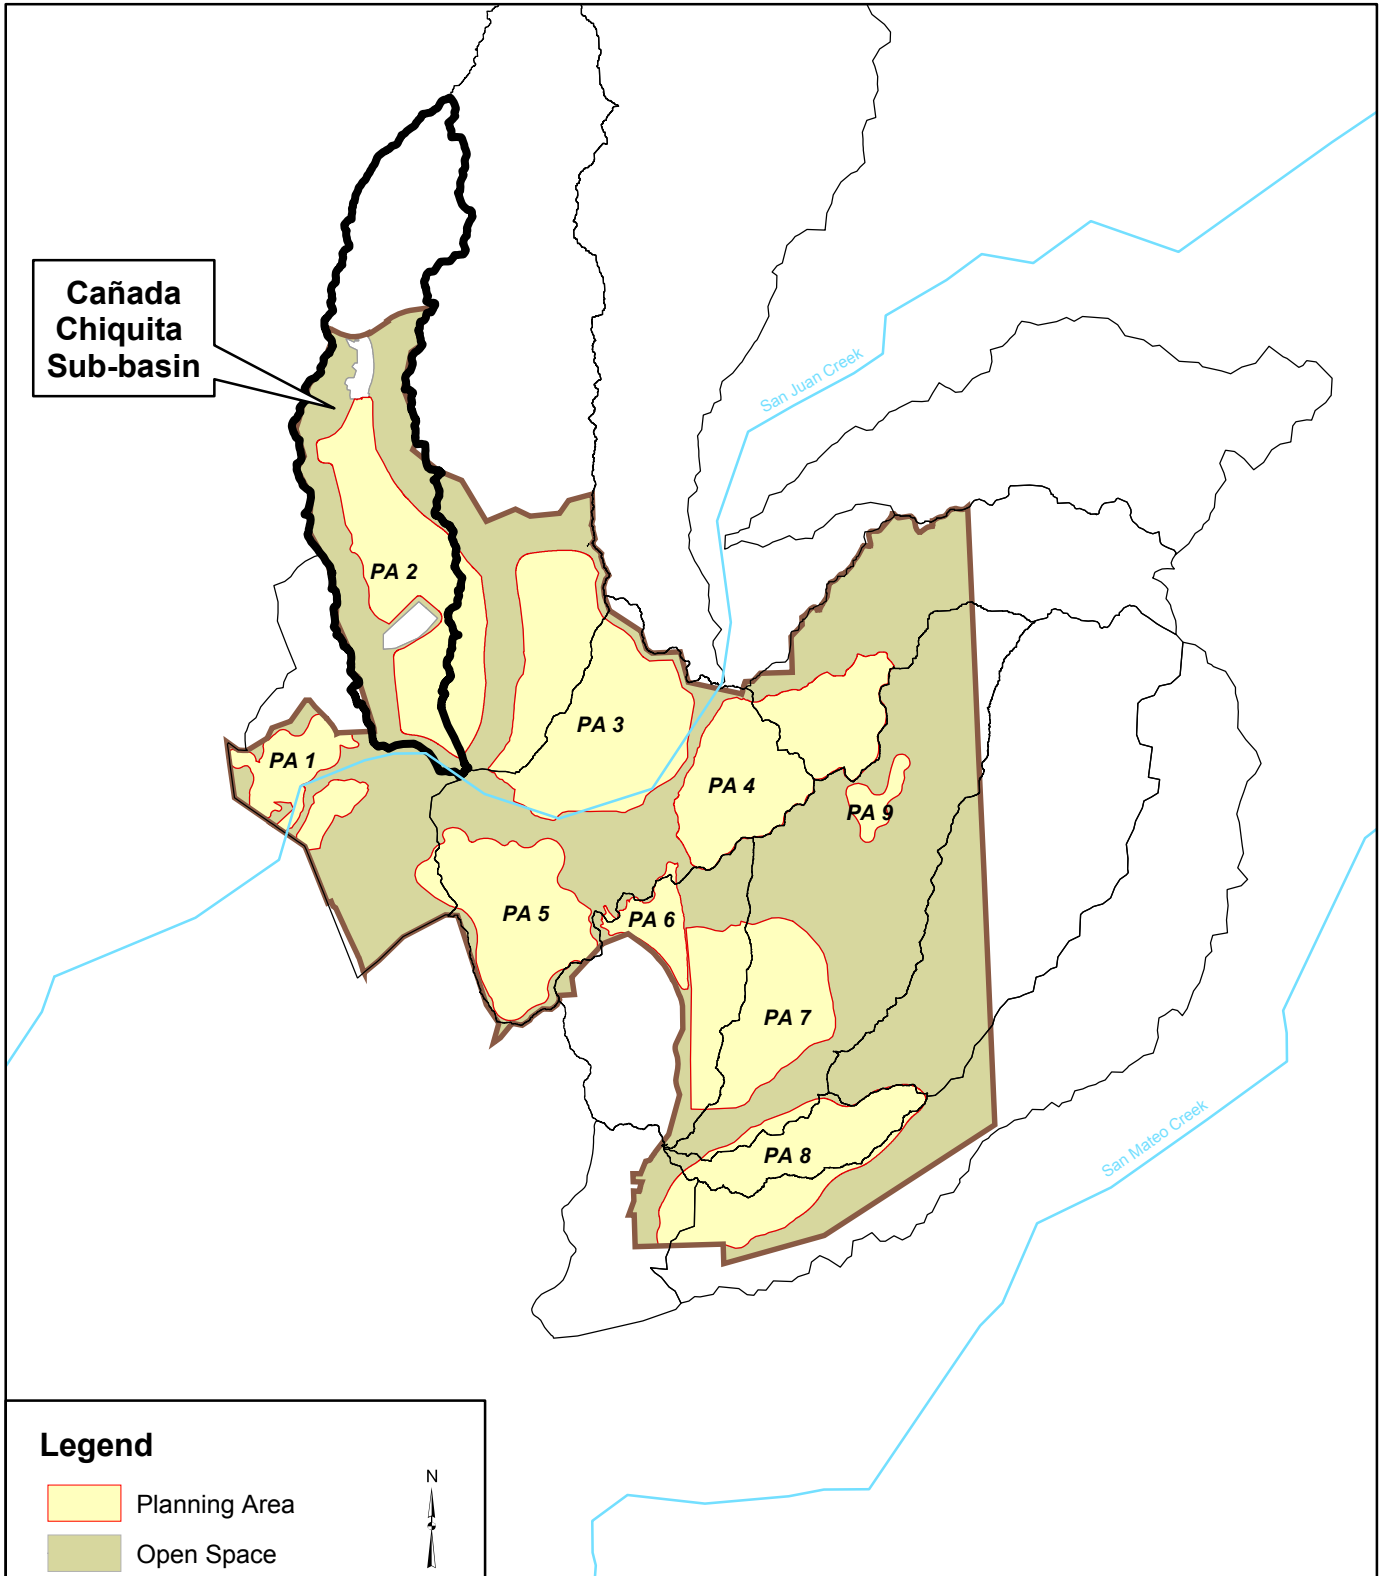 Cañada
Chiquita
Sub-basin
San Juan Creek
PA 2
PA 3
PA 1
PA 4
PA 9
PA 5
PA 6
PA 7
PA 8
San Mateo Creek
Legend
N
Planning Area
Open Space